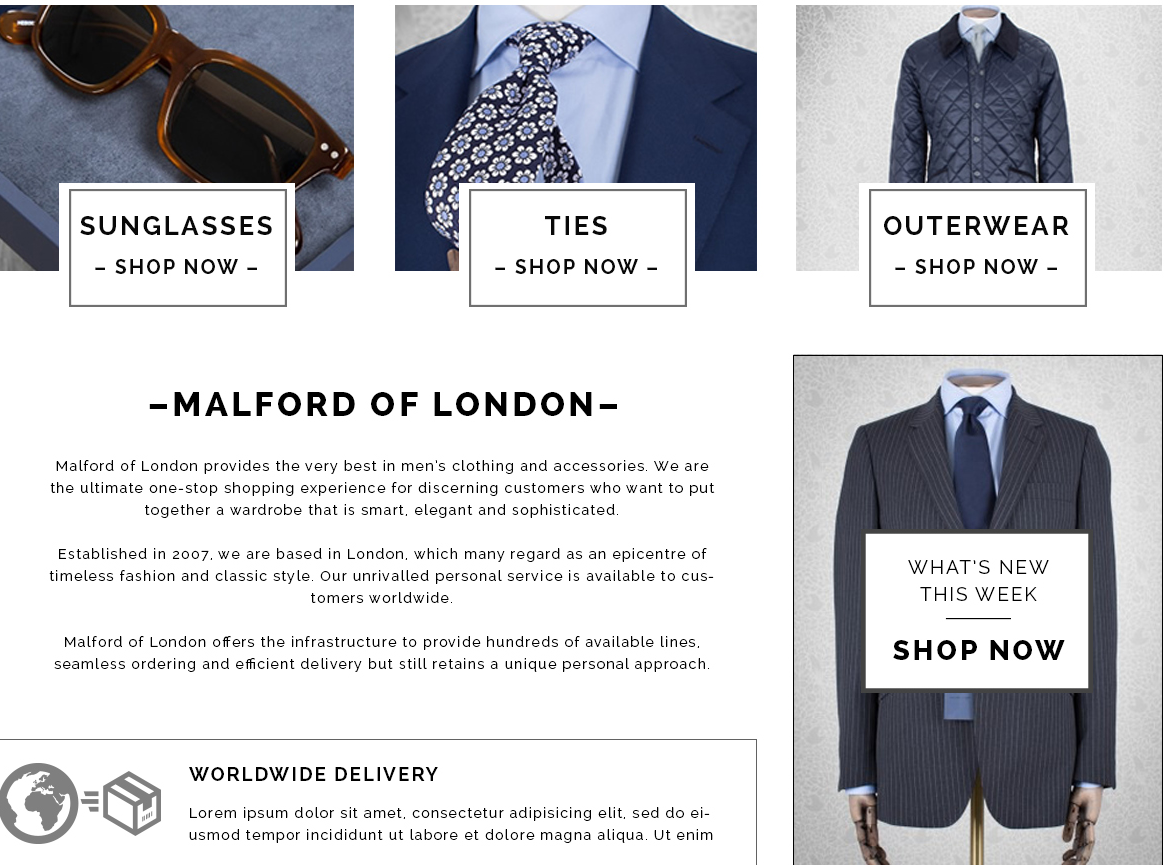 SUNGLASSES
– SHOP NOW –
TIES
– SHOP NOW –
OUTERWEAR
– SHOP NOW –
–MALFORD OF LONDON–
Malford of London provides the very best in men's clothing and accessories. We are
the ultimate one-stop shopping experience for discerning customers who want to put
together a wardrobe that is smart, elegant and sophisticated.
Established in 2007, we are based in London, which many regard as an epicentre of
timeless fashion and classic style. Our unrivalled personal service is available to cus-
tomers worldwide.
Malford of London offers the infrastructure to provide hundreds of available lines,
seamless ordering and efficient delivery but still retains a unique personal approach.
WHAT'S NEW
THIS WEEK
SHOP NOW
WORLDWIDE DELIVERY
Lorem ipsum dolor sit amet, consectetur adipisicing elit, sed do ei-
usmod tempor incididunt ut labore et dolore magna aliqua. Ut enim